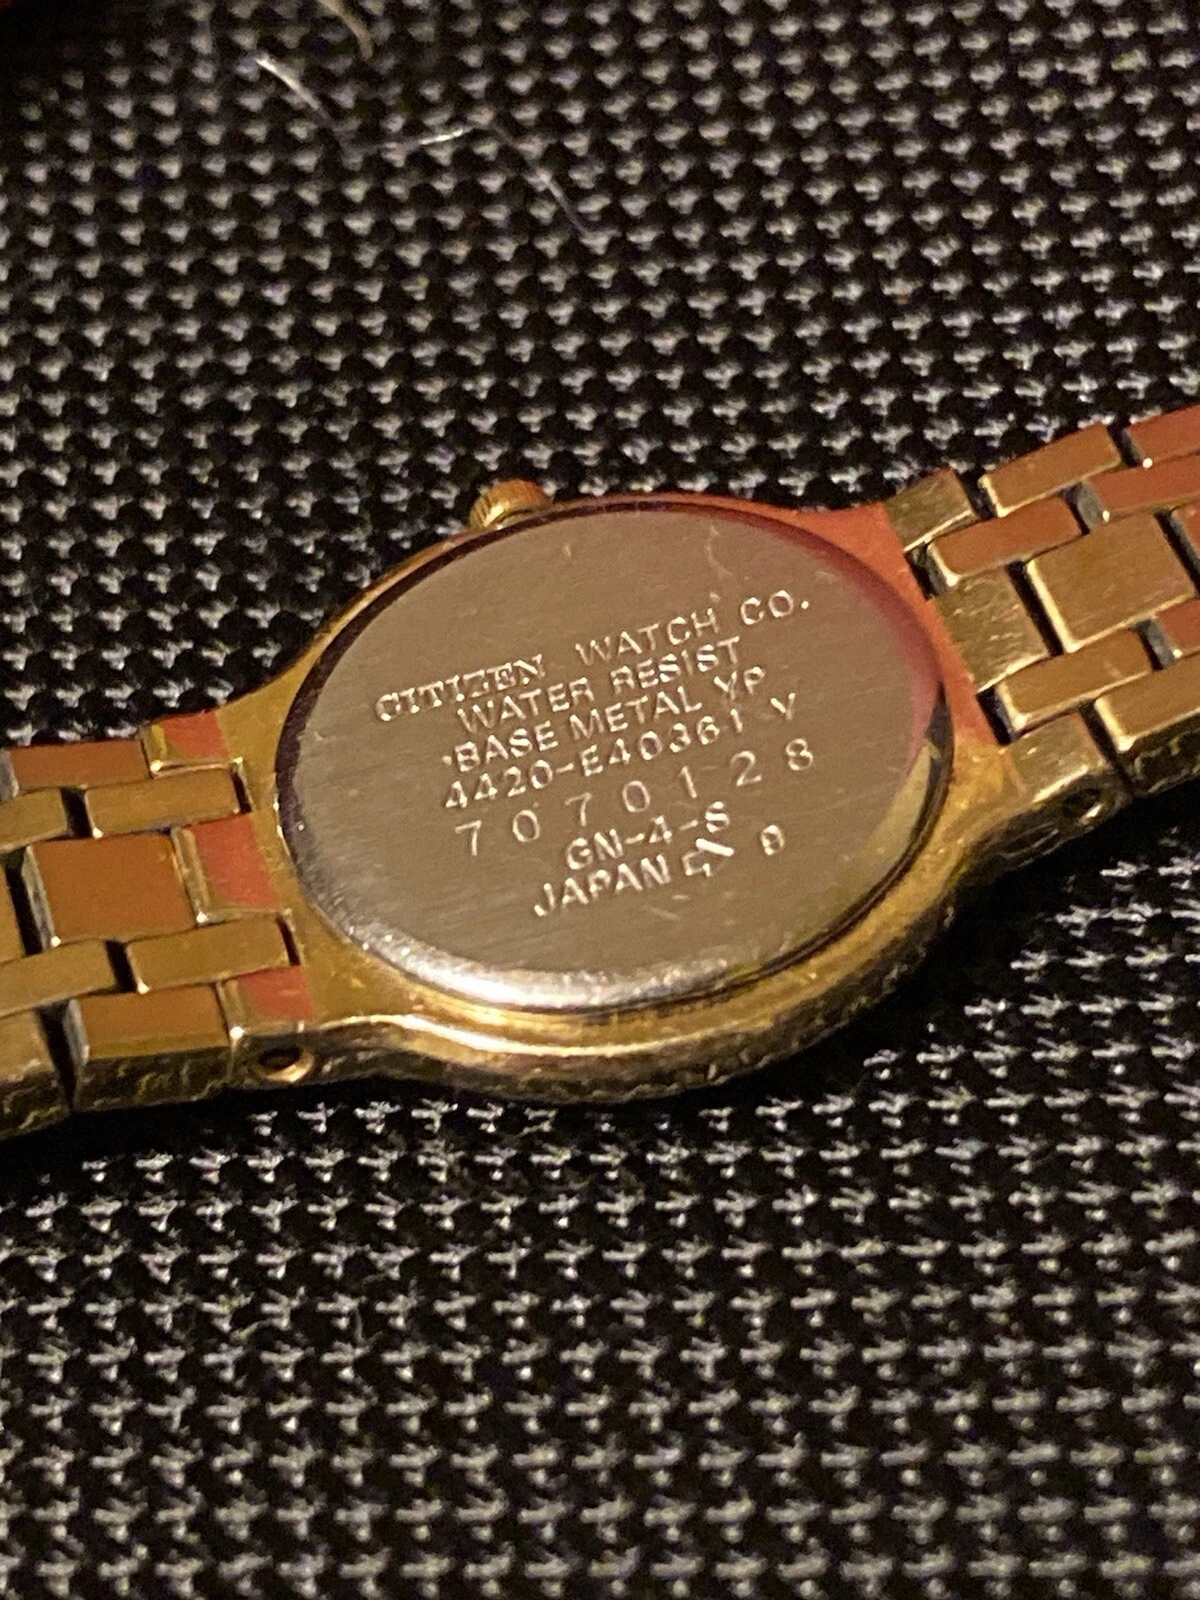 CITIZEN WATCH CO.
WATER RESIST
BASE METAL YP
4420-E40361 Y
7070128
GN-4-S
JAPAN